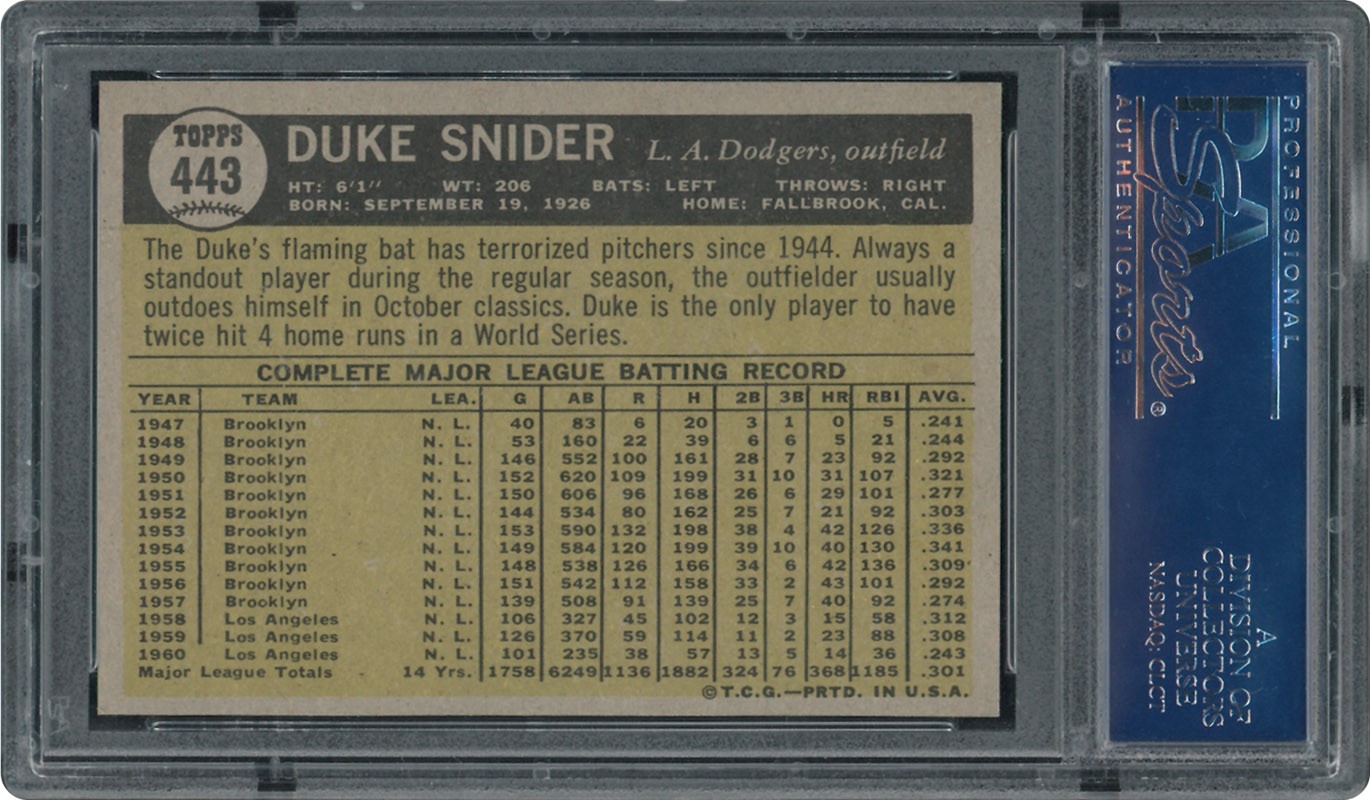 TOPPS
443
DUKE SNIDER L. A. Dodgers, outfield
HT: 6'1" WT: 206 BATS: LEFT THROWS: RIGHT
BORN: SEPTEMBER 19, 1926 HOME: FALLBROOK, CAL.
The Duke's flaming bat has terrorized pitchers since 1944. Always a
standout player during the regular season, the outfielder usually
outdoes himself in October classics. Duke is the only player to have
twice hit 4 home runs in a World Series.
COMPLETE MAJOR LEAGUE BATTING RECORD
YEAR TEAM LEA. G AB R H 2B 3B HR RBI AVG.
1947 Brooklyn N. L. 40 83 6 20 3 1 0 5 .241
1948 Brooklyn N. L. 53 160 22 39 6 6 5 21 .244
1949 Brooklyn N. L. 146 552 100 161 28 7 23 92 .292
1950 Brooklyn N. L. 152 620 109 199 31 10 31 107 .321
1951 Brooklyn N. L. 150 606 96 168 26 6 29 101 .277
1952 Brooklyn N. L. 144 534 80 162 25 7 21 92 .303
1953 Brooklyn N. L. 153 590 132 198 38 4 42 126 .336
1954 Brooklyn N. L. 149 584 120 199 39 10 40 130 .341
1955 Brooklyn N. L. 148 538 126 166 34 6 42 136 .309
1956 Brooklyn N. L. 151 542 112 158 33 2 43 101 .292
1957 Brooklyn N. L. 139 508 91 139 25 7 40 92 .274
1958 Los Angeles N. L. 106 327 45 102 12 3 15 58 .312
1959 Los Angeles N. L. 126 370 59 114 11 2 23 88 .308
1960 Los Angeles N. L. 101 235 38 57 13 5 14 36 .243
Major League Totals 14 Yrs. 1758 6249 1136 1882 324 76 368 1185 .301
©T.C.G.—PRTD. IN U.S.A.
PROFESSIONAL
PSA
Sports®
AUTHENTICATOR
A
DIVISION OF
COLLECTORS
UNIVERSE
NASDAQ: CLCT